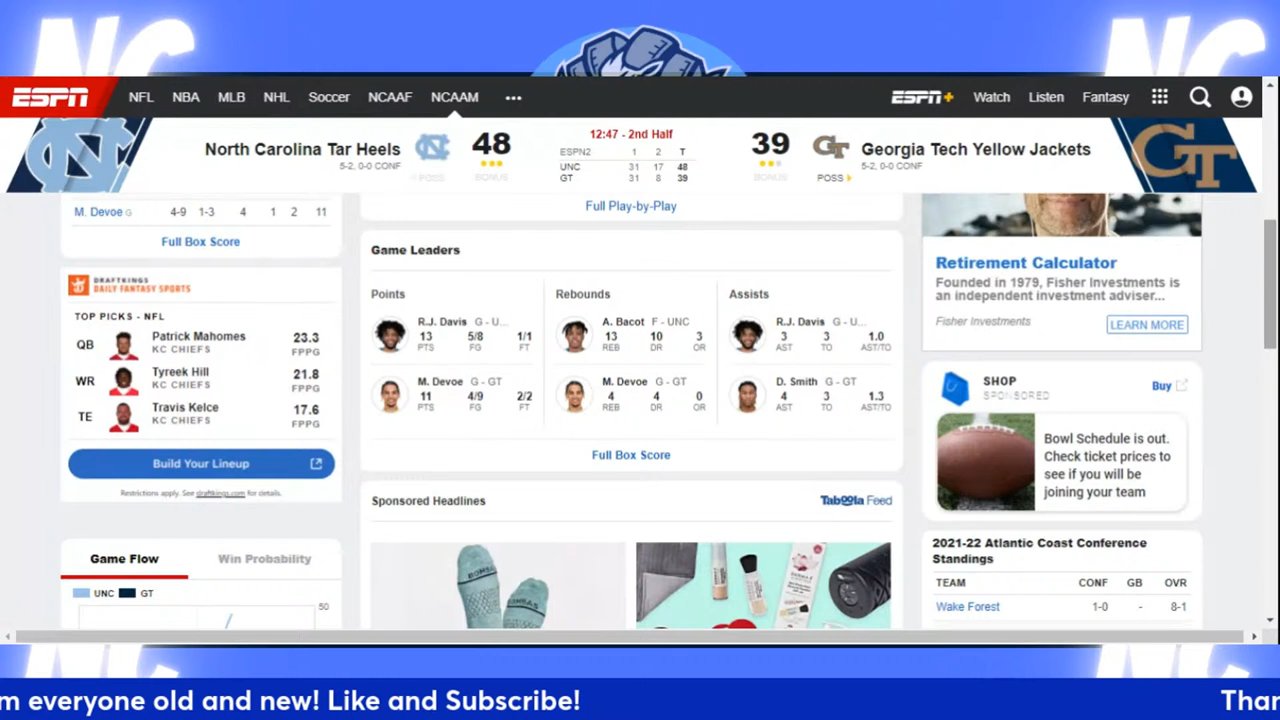 NC
NC
ESPN
NFL
NBA
MLB
NHL
Soccer
NCAAF
NCAAM
•••
ESPN+
Watch
Listen
Fantasy
North Carolina Tar Heels
5-2, 0-0 CONF
POSS
48
BONUS
12:47 - 2nd Half
ESPN2 1 2 T
UNC 31 17 48
GT 31 8 39
39
BONUS
Georgia Tech Yellow Jackets
5-2, 0-0 CONF
POSS
NC
GT
M. Devoe G 4-9 1-3 4 1 2 11
Full Box Score
DRAFTKINGS
DAILY FANTASY SPORTS
TOP PICKS - NFL
QB Patrick Mahomes 23.3
KC CHIEFS FPPG
WR Tyreek Hill 21.8
KC CHIEFS FPPG
TE Travis Kelce 17.6
KC CHIEFS FPPG
Build Your Lineup
Restrictions apply. See draftkings.com for details.
Game Flow
Win Probability
UNC GT
50
Full Play-by-Play
Game Leaders
Points
R.J. Davis G - U...
13 5/8 1/1
PTS FG FT
M. Devoe G - GT
11 4/9 2/2
PTS FG FT
Rebounds
A. Bacot F - UNC
13 10 3
REB DR OR
M. Devoe G - GT
4 4 0
REB DR OR
Assists
R.J. Davis G - U...
3 3 1.0
AST TO AST/TO
D. Smith G - GT
4 3 1.3
AST TO AST/TO
Full Box Score
Sponsored Headlines
Taboola Feed
BOMBAS
Retirement Calculator
Founded in 1979, Fisher Investments is
an independent investment adviser...
Fisher Investments
LEARN MORE
SHOP
SPONSORED
Buy
Bowl Schedule is out.
Check ticket prices to
see if you will be
joining your team
2021-22 Atlantic Coast Conference
Standings
TEAM CONF GB OVR
Wake Forest 1-0 - 8-1
NC
NC
m everyone old and new! Like and Subscribe!
Than